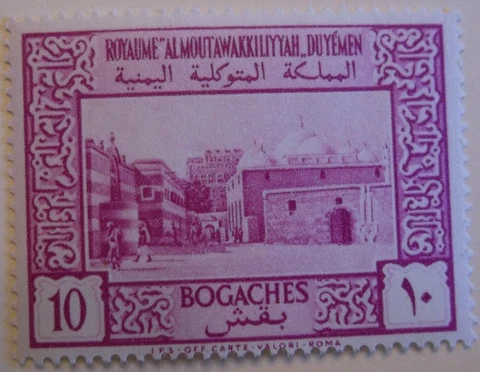 ROYAUME "ALMOUTAWAKKILIYYAH" DU YÉMEN
المملكة المتوكلية اليمنية
10 BOGACHES ١٠
بقش
I.P.S-OFF.CARTE-VALORI-ROMA